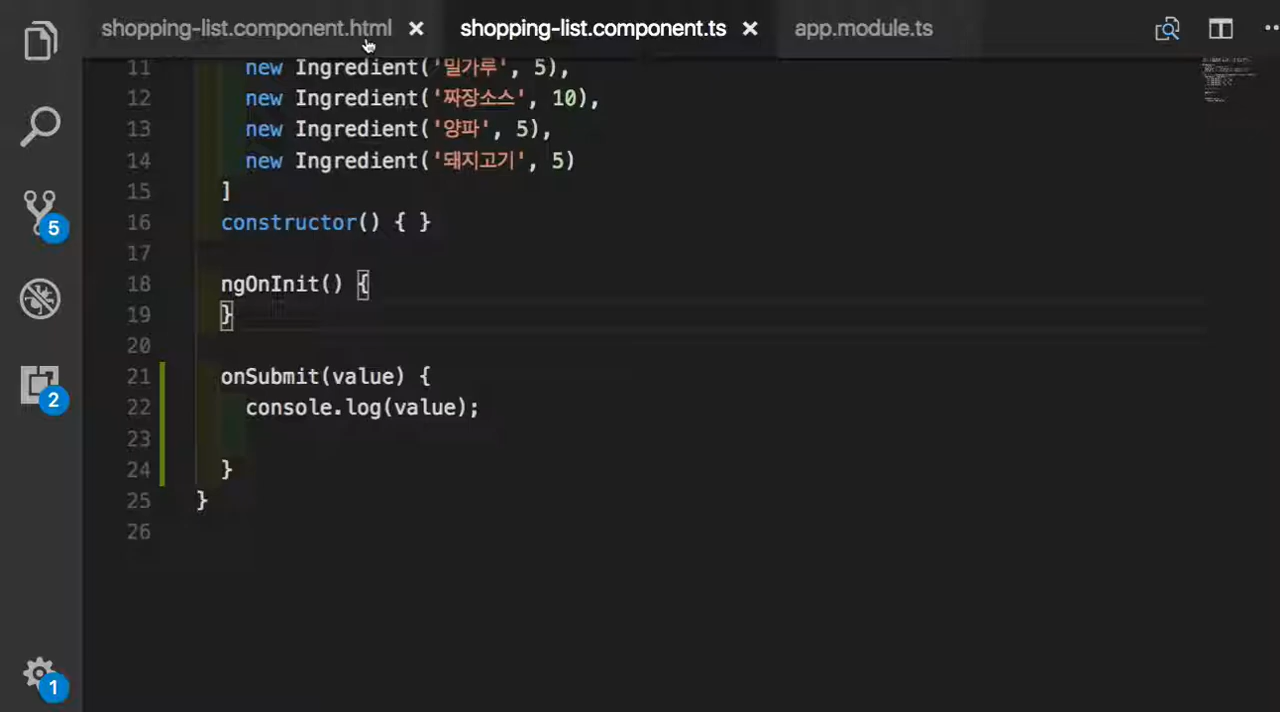 shopping-list.component.html shopping-list.component.ts app.module.ts
11 new Ingredient('밀가루', 5),
12 new Ingredient('짜장소스', 10),
13 new Ingredient('양파', 5),
14 new Ingredient('돼지고기', 5)
15 ]
16 constructor() { }
17
18 ngOnInit() {
19 }
20
21 onSubmit(value) {
22 console.log(value);
23
24 }
25 }
26
5
2
1